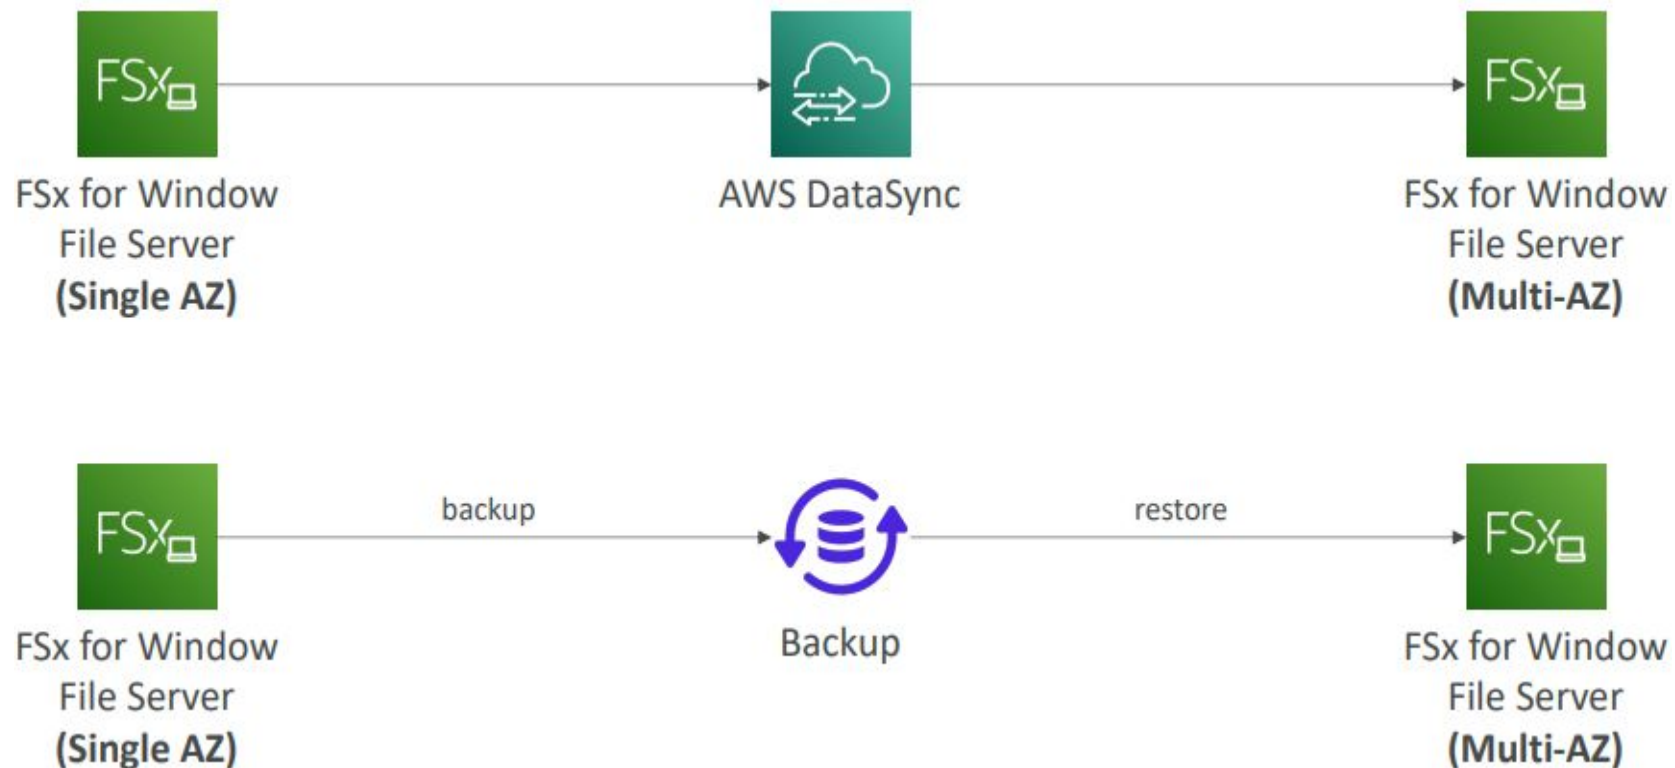 FSx
FSx
FSx for Window
File Server
(Single AZ)
AWS DataSync
FSx for Window
File Server
(Multi-AZ)
FSx
backup
restore
FSx
FSx for Window
File Server
(Single AZ)
Backup
FSx for Window
File Server
(Multi-AZ)